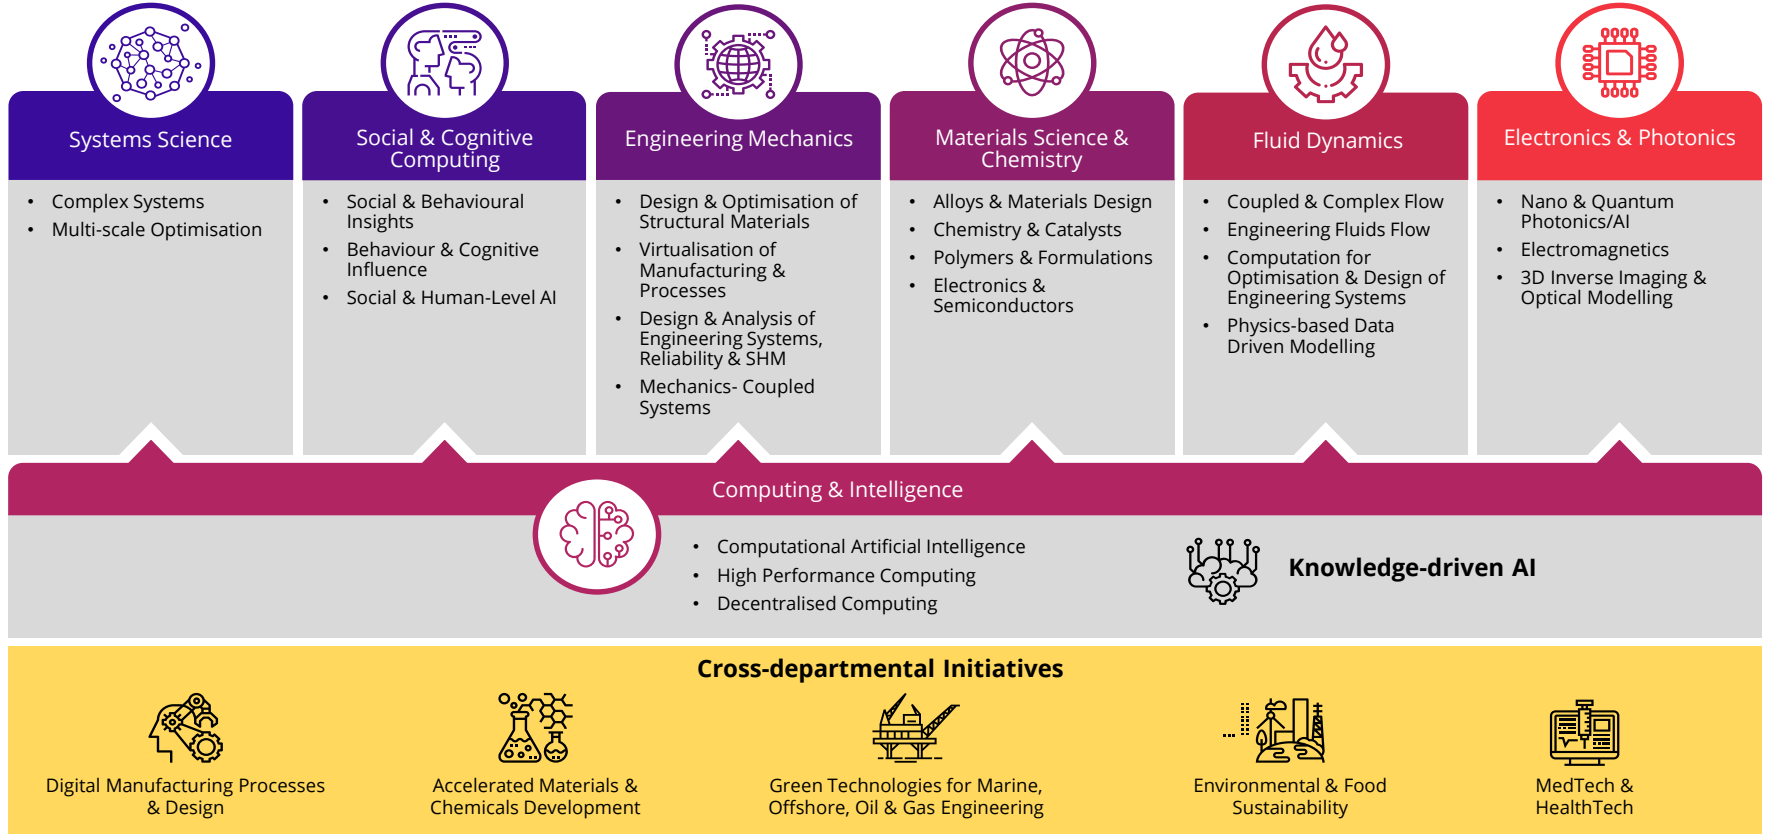 Systems Science
• Complex Systems
• Multi-scale Optimisation
Social & Cognitive
Computing
• Social & Behavioural
Insights
• Behaviour & Cognitive
Influence
• Social & Human-Level AI
Engineering Mechanics
• Design & Optimisation of
Structural Materials
• Virtualisation of
Manufacturing &
Processes
• Design & Analysis of
Engineering Systems,
Reliability & SHM
• Mechanics- Coupled
Systems
Materials Science &
Chemistry
• Alloys & Materials Design
• Chemistry & Catalysts
• Polymers & Formulations
• Electronics &
Semiconductors
Fluid Dynamics
• Coupled & Complex Flow
• Engineering Fluids Flow
• Computation for
Optimisation & Design of
Engineering Systems
• Physics-based Data
Driven Modelling
Electronics & Photonics
• Nano & Quantum
Photonics/AI
• Electromagnetics
• 3D Inverse Imaging &
Optical Modelling
Computing & Intelligence
• Computational Artificial Intelligence
• High Performance Computing
• Decentralised Computing
Knowledge-driven AI
Cross-departmental Initiatives
Digital Manufacturing Processes
& Design
Accelerated Materials &
Chemicals Development
Green Technologies for Marine,
Offshore, Oil & Gas Engineering
Environmental & Food
Sustainability
MedTech &
HealthTech